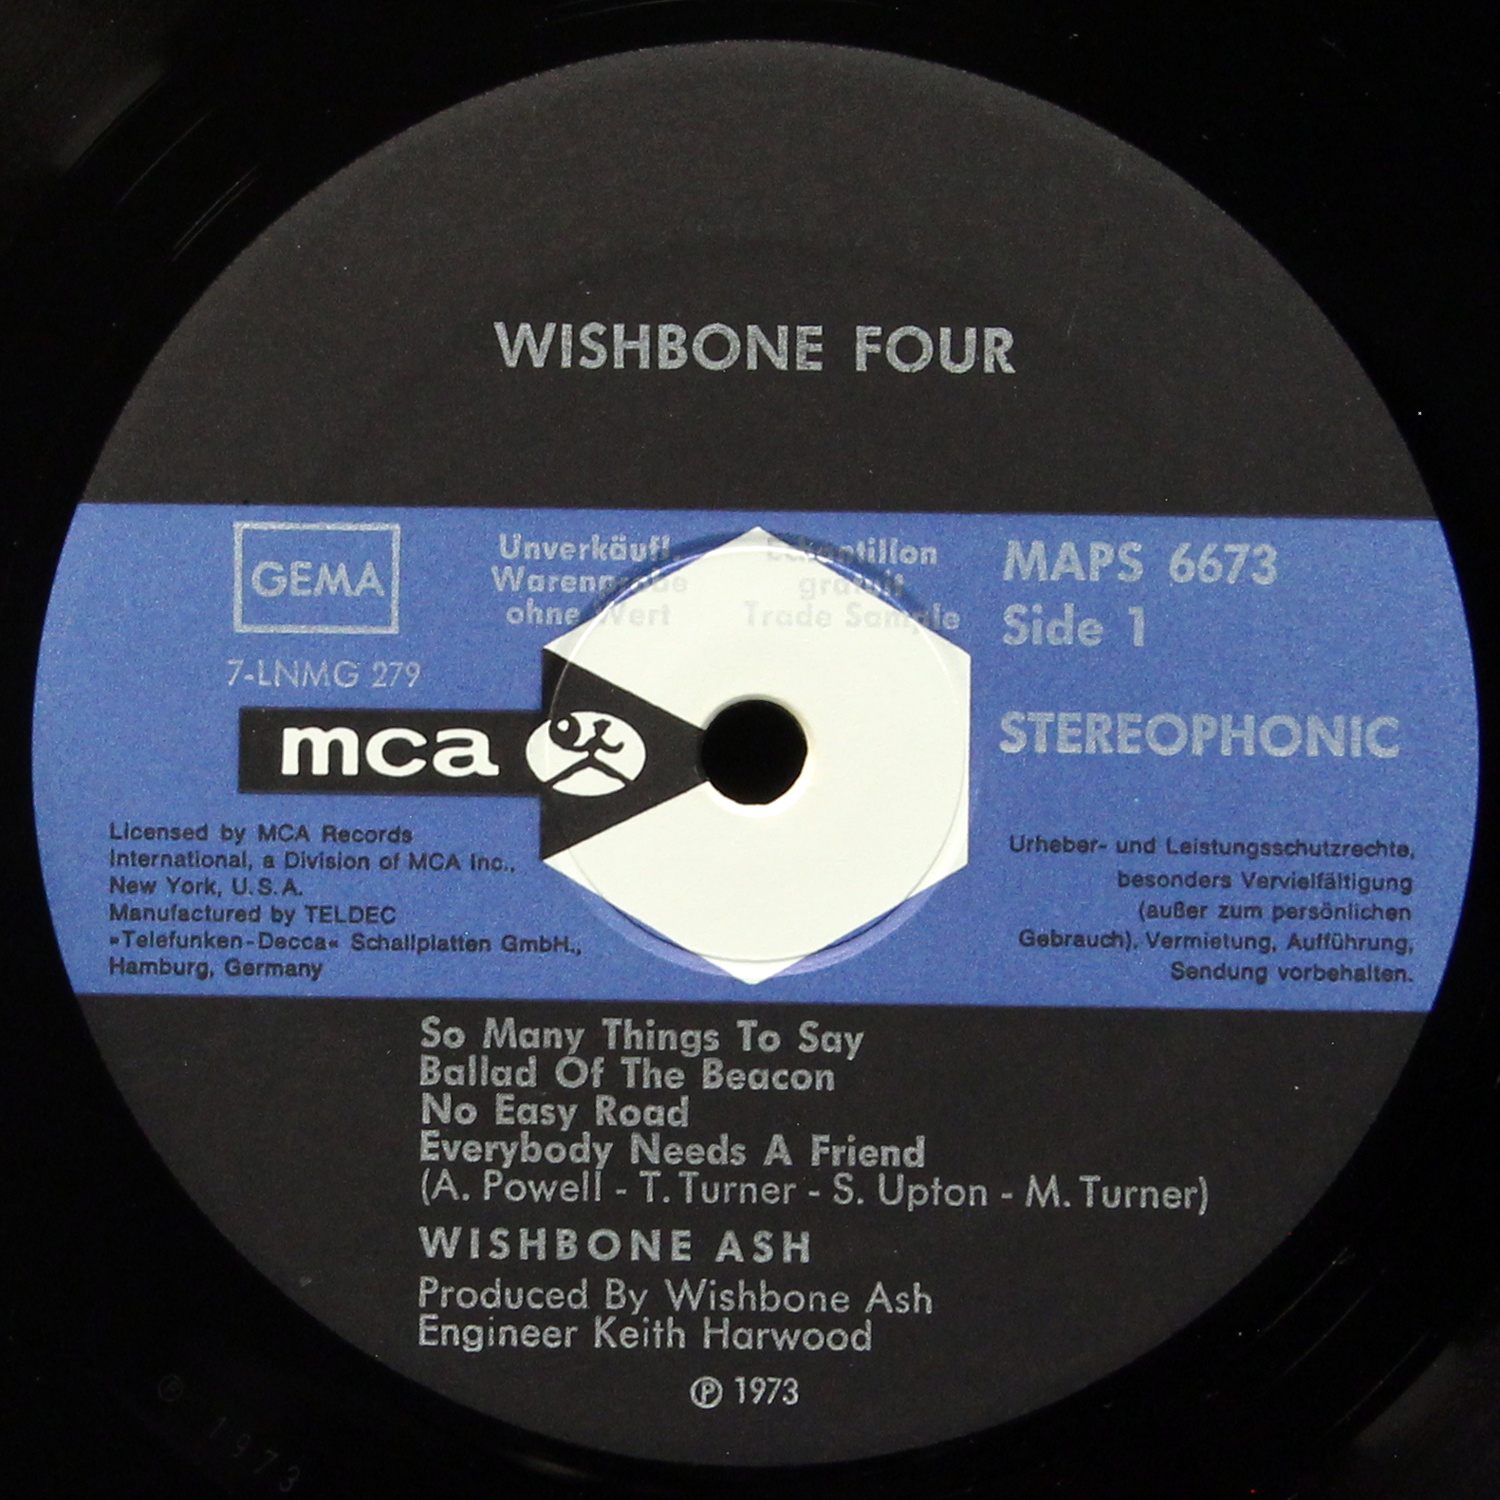 WISHBONE FOUR
GEMA
7-LNMG 279
Unverkäufl.
Warenprobe
ohne Wert
Echantillon
gratuit
Trade Sample
MAPS 6673
Side 1
mca
STEREOPHONIC
Licensed by MCA Records
International, a Division of MCA Inc.,
New York, U.S.A.
Manufactured by TELDEC
»Telefunken-Decca« Schallplatten GmbH.,
Hamburg, Germany
Urheber- und Leistungsschutzrechte,
besonders Vervielfältigung
(außer zum persönlichen
Gebrauch), Vermietung, Aufführung,
Sendung vorbehalten.
So Many Things To Say
Ballad Of The Beacon
No Easy Road
Everybody Needs A Friend
(A. Powell - T. Turner - S. Upton - M. Turner)
WISHBONE ASH
Produced By Wishbone Ash
Engineer Keith Harwood
℗ 1973
℗ 1973